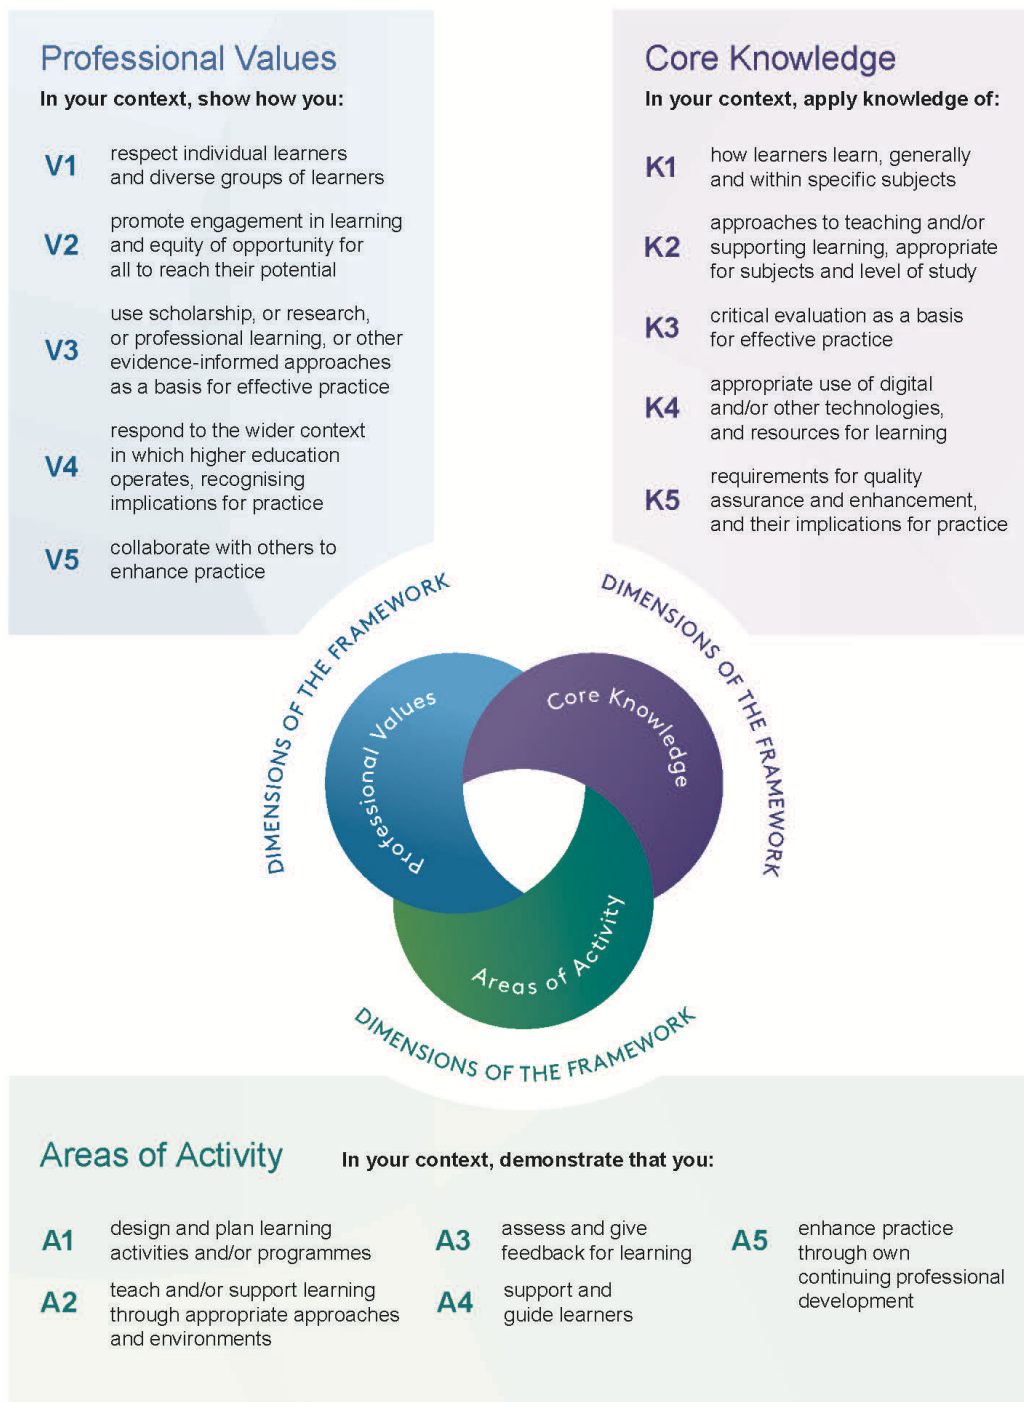 Professional Values
In your context, show how you:
V1
respect individual learners
and diverse groups of learners
V2
promote engagement in learning
and equity of opportunity for
all to reach their potential
V3
use scholarship, or research,
or professional learning, or other
evidence-informed approaches
as a basis for effective practice
V4
respond to the wider context
in which higher education
operates, recognising
implications for practice
V5
collaborate with others to
enhance practice
Core Knowledge
In your context, apply knowledge of:
K1
how learners learn, generally
and within specific subjects
K2
approaches to teaching and/or
supporting learning, appropriate
for subjects and level of study
K3
critical evaluation as a basis
for effective practice
K4
appropriate use of digital
and/or other technologies,
and resources for learning
K5
requirements for quality
assurance and enhancement,
and their implications for practice
DIMENSIONS OF THE FRAMEWORK
DIMENSIONS OF THE FRAMEWORK
Professional Values
Core Knowledge
Areas of Activity
DIMENSIONS OF THE FRAMEWORK
Areas of Activity
In your context, demonstrate that you:
A1
design and plan learning
activities and/or programmes
A2
teach and/or support learning
through appropriate approaches
and environments
A3
assess and give
feedback for learning
A4
support and
guide learners
A5
enhance practice
through own
continuing professional
development